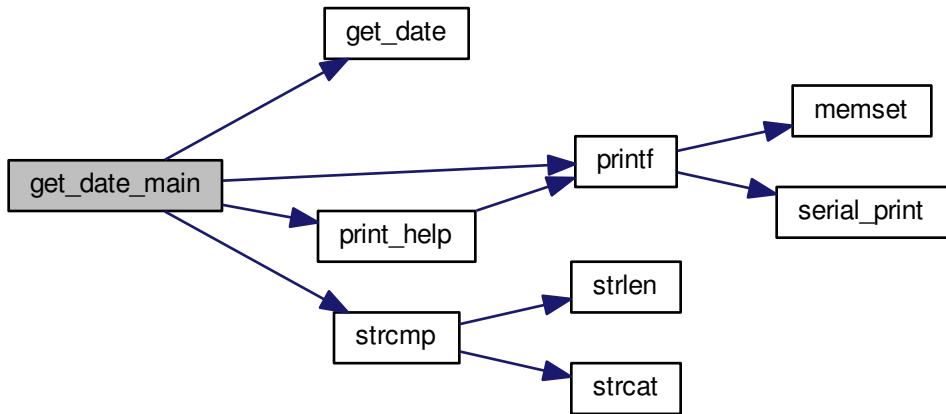 get_date_main
get_date
printf
print_help
strcmp
memset
serial_print
strlen
strcat